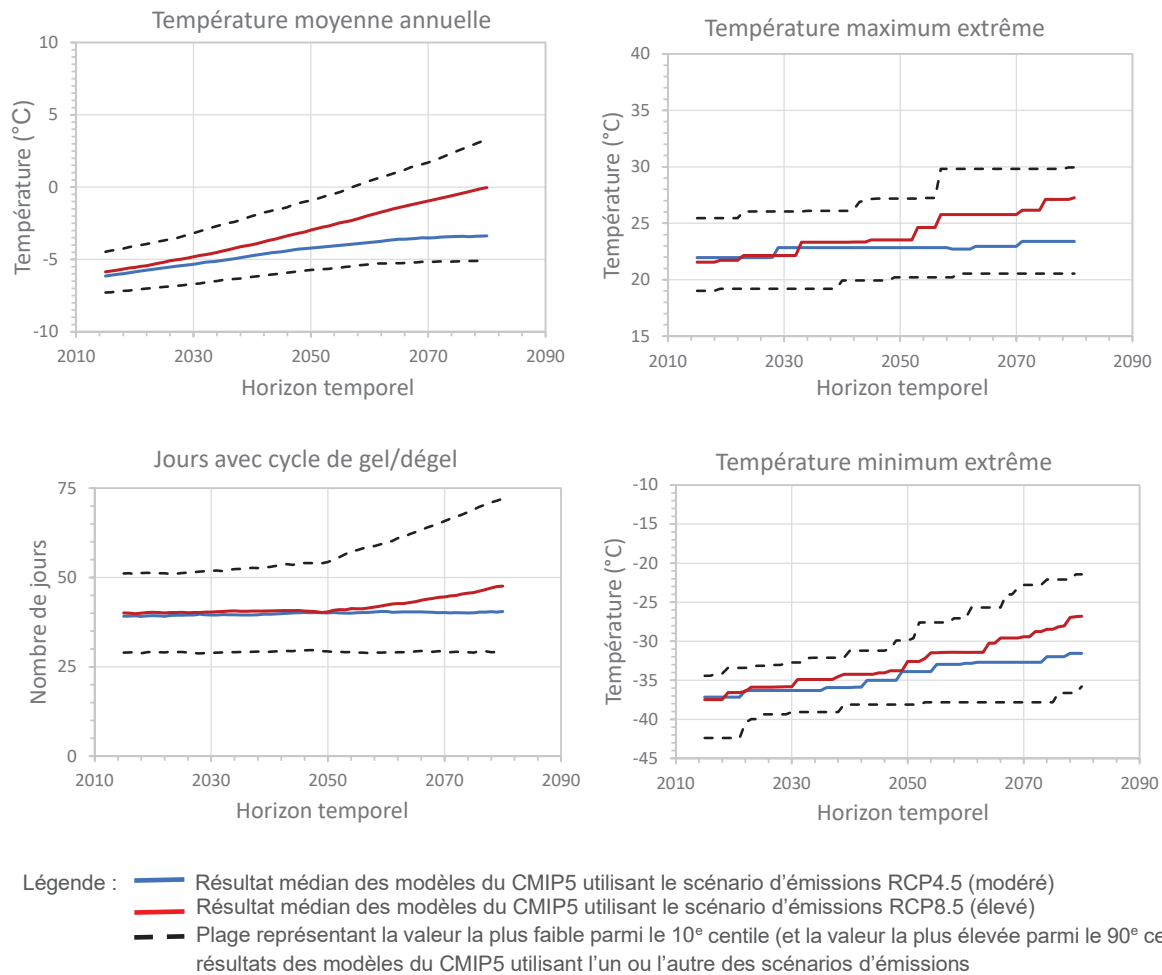 Température moyenne annuelle
10
5
0
-5
-10
Température (°C)
2010 2030 2050 2070 2090
Horizon temporel
Température maximum extrême
40
35
30
25
20
15
Température (°C)
2010 2030 2050 2070 2090
Horizon temporel
Jours avec cycle de gel/dégel
75
50
25
0
Nombre de jours
2010 2030 2050 2070 2090
Horizon temporel
Température minimum extrême
-10
-15
-20
-25
-30
-35
-40
-45
Température (°C)
2010 2030 2050 2070 2090
Horizon temporel
Légende : Résultat médian des modèles du CMIP5 utilisant le scénario d'émissions RCP4.5 (modéré)
Résultat médian des modèles du CMIP5 utilisant le scénario d'émissions RCP8.5 (élevé)
Plage représentant la valeur la plus faible parmi le 10e centile (et la valeur la plus élevée parmi le 90e ce
résultats des modèles du CMIP5 utilisant l'un ou l'autre des scénarios d'émissions